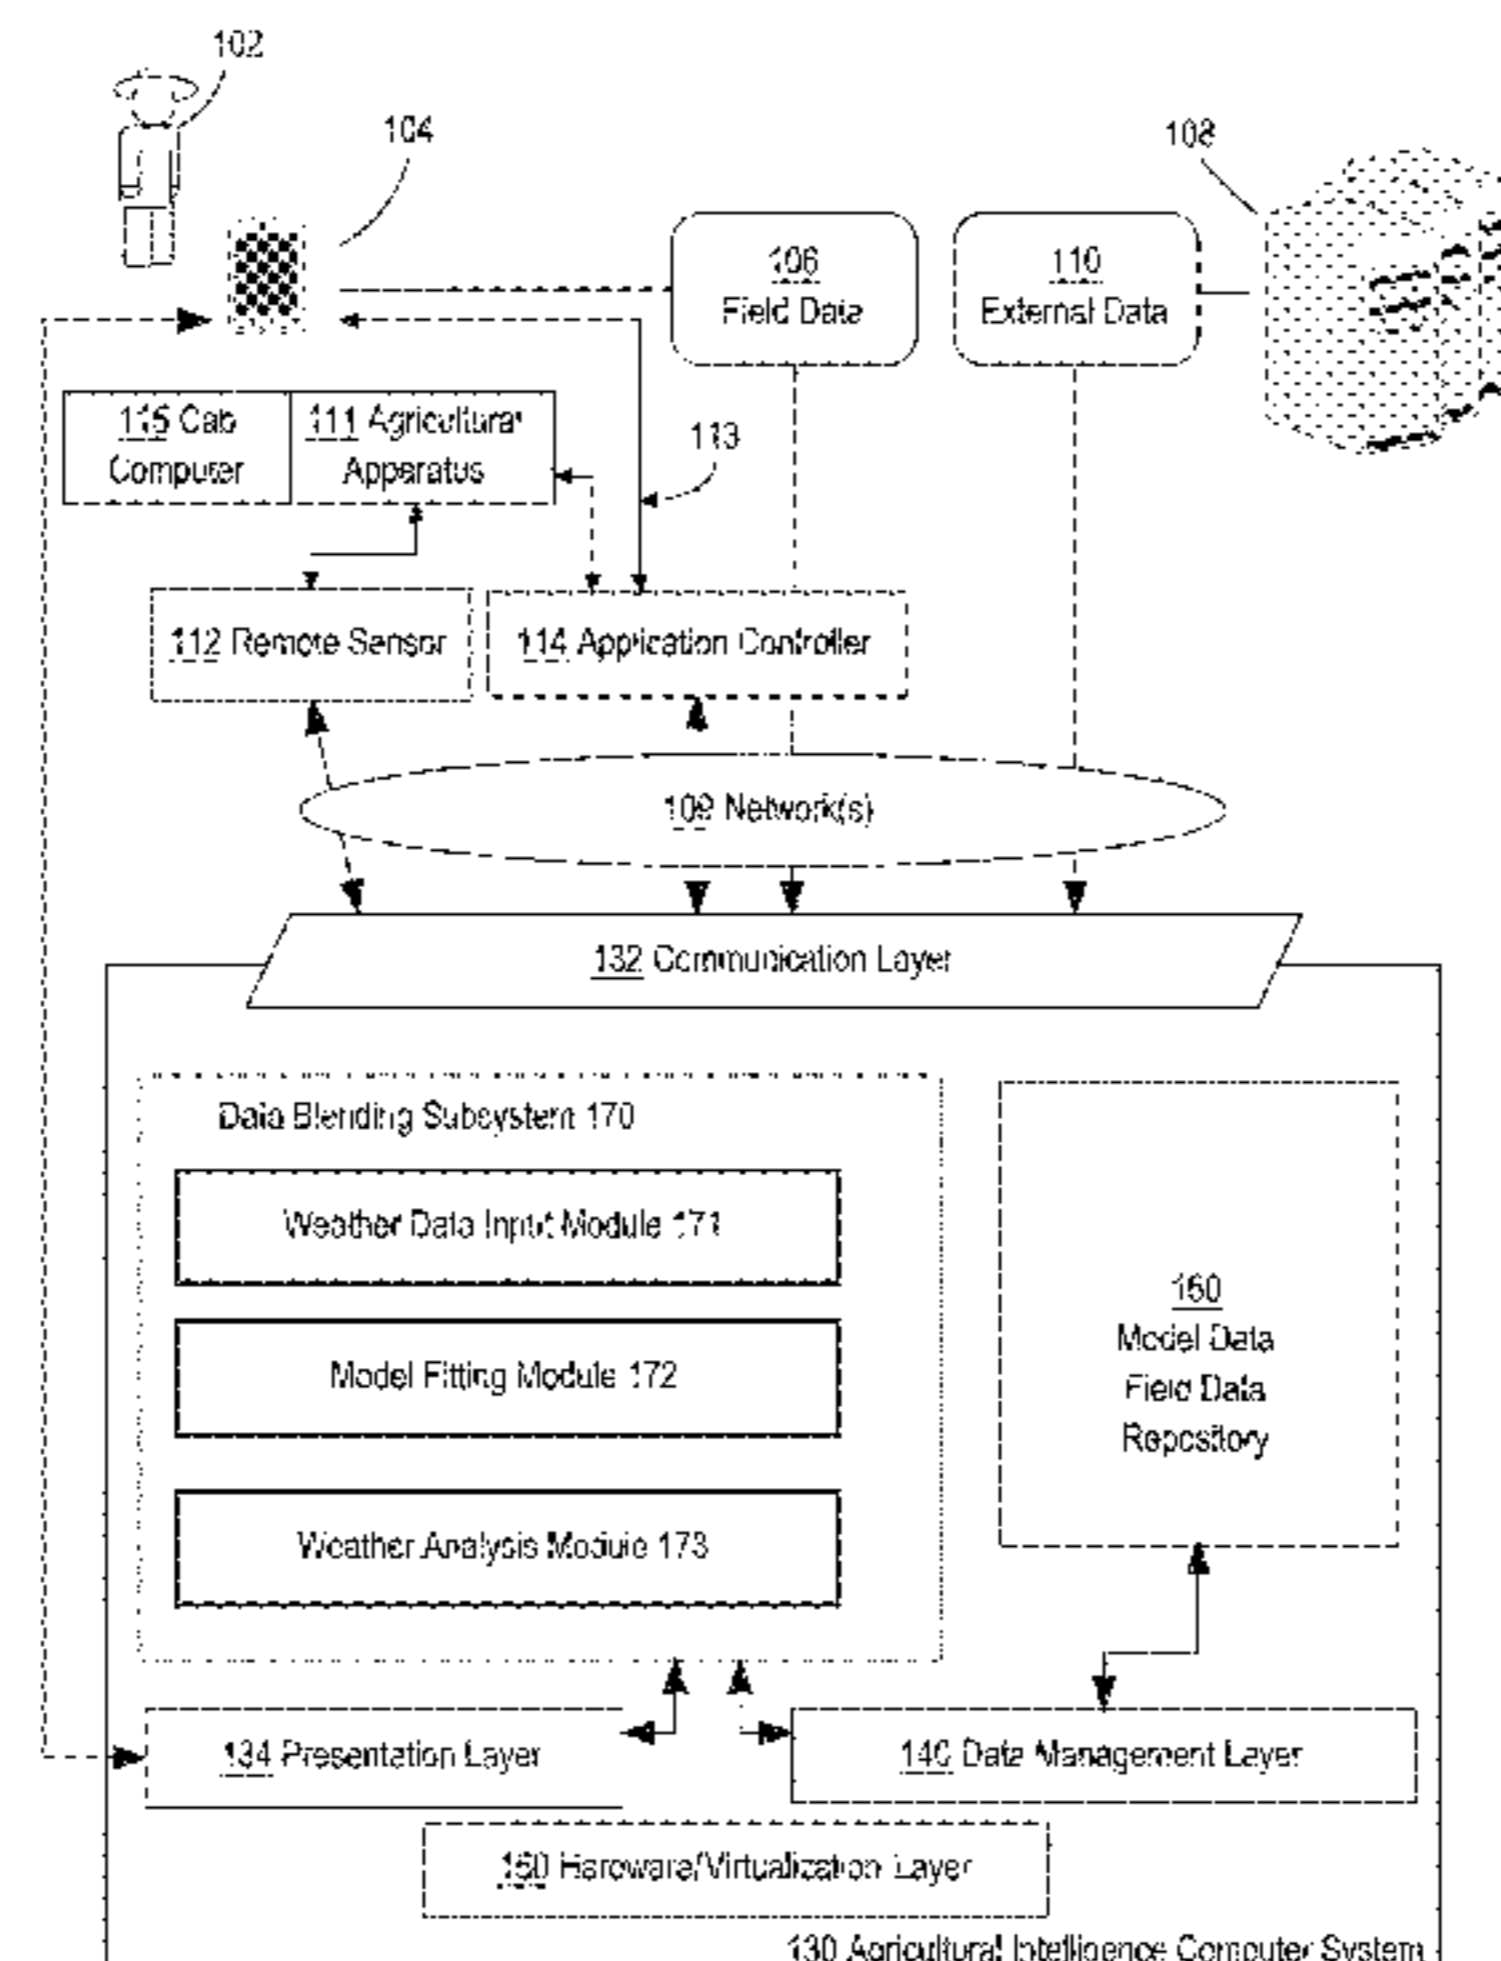 102
104
108
106
Field Data
110
External Data
115 Cab
Computer
111 Agricultural
Apparatus
113
112 Remote Sensor
114 Application Controller
109 Network(s)
132 Communication Layer
Data Blending Subsystem 170
Weather Data Input Module 171
Model Fitting Module 172
Weather Analysis Module 173
160
Model Data
Field Data
Repository
134 Presentation Layer
140 Data Management Layer
150 Hardware/Virtualization Layer
130 Agricultural Intelligence Computer System